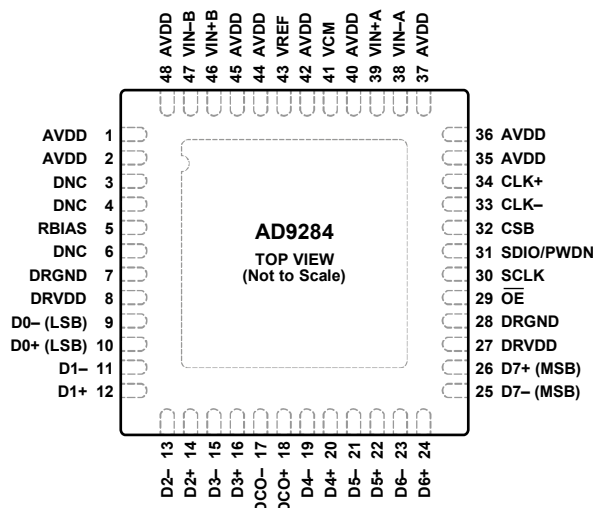 48 AVDD
47 VIN–B
46 VIN+B
45 AVDD
44 AVDD
43 VREF
42 AVDD
41 VCM
40 AVDD
39 VIN+A
38 VIN–A
37 AVDD
AVDD 1
AVDD 2
DNC 3
DNC 4
RBIAS 5
DNC 6
DRGND 7
DRVDD 8
D0– (LSB) 9
D0+ (LSB) 10
D1– 11
D1+ 12
AD9284
TOP VIEW
(Not to Scale)
36 AVDD
35 AVDD
34 CLK+
33 CLK–
32 CSB
31 SDIO/PWDN
30 SCLK
29 OE
28 DRGND
27 DRVDD
26 D7+ (MSB)
25 D7– (MSB)
D2– 13
D2+ 14
D3– 15
D3+ 16
DCO– 17
DCO+ 18
D4– 19
D4+ 20
D5– 21
D5+ 22
D6– 23
D6+ 24